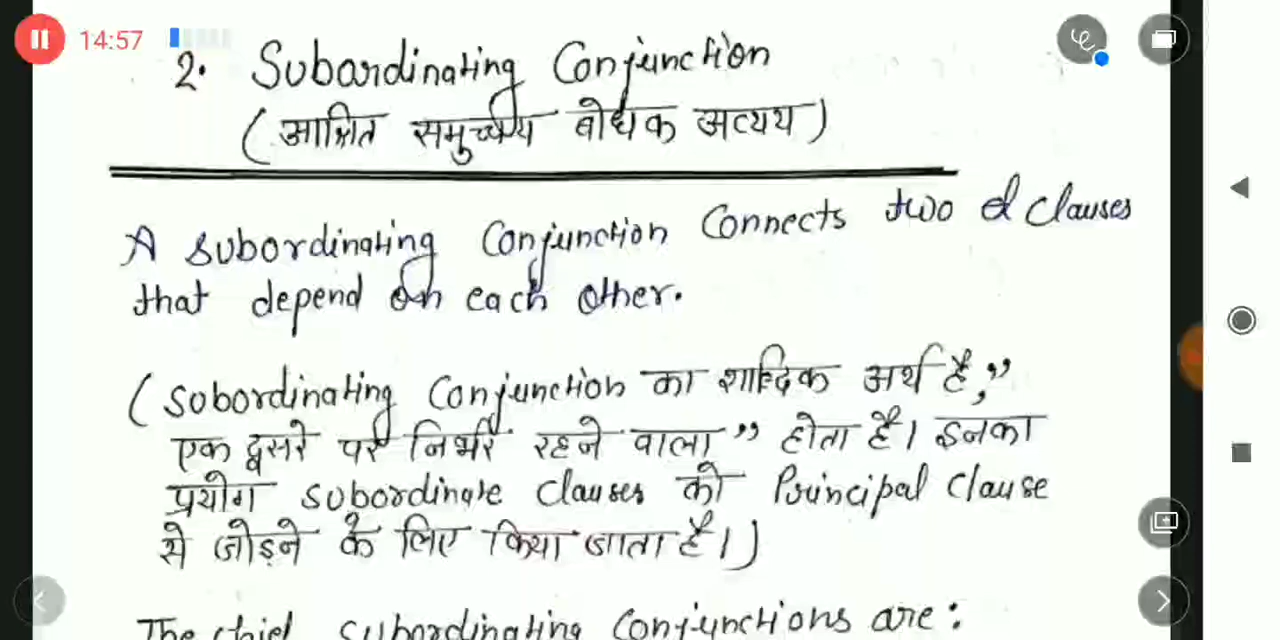 14:57
2. Subordinating Conjunction
(आश्रित समुच्चीय बोधक अव्यय)
A subordinating Conjunction Connects two clauses
that depend on each other.
(Subordinating Conjunction का शाब्दिक अर्थ है, ”
एक दूसरे पर निर्भर रहने वाला ” होता है। इनका
प्रयोग subordinate clauses को Principal clause
से जोड़ने के लिए किया जाता है।)
The chief subordinating Conjunctions are: